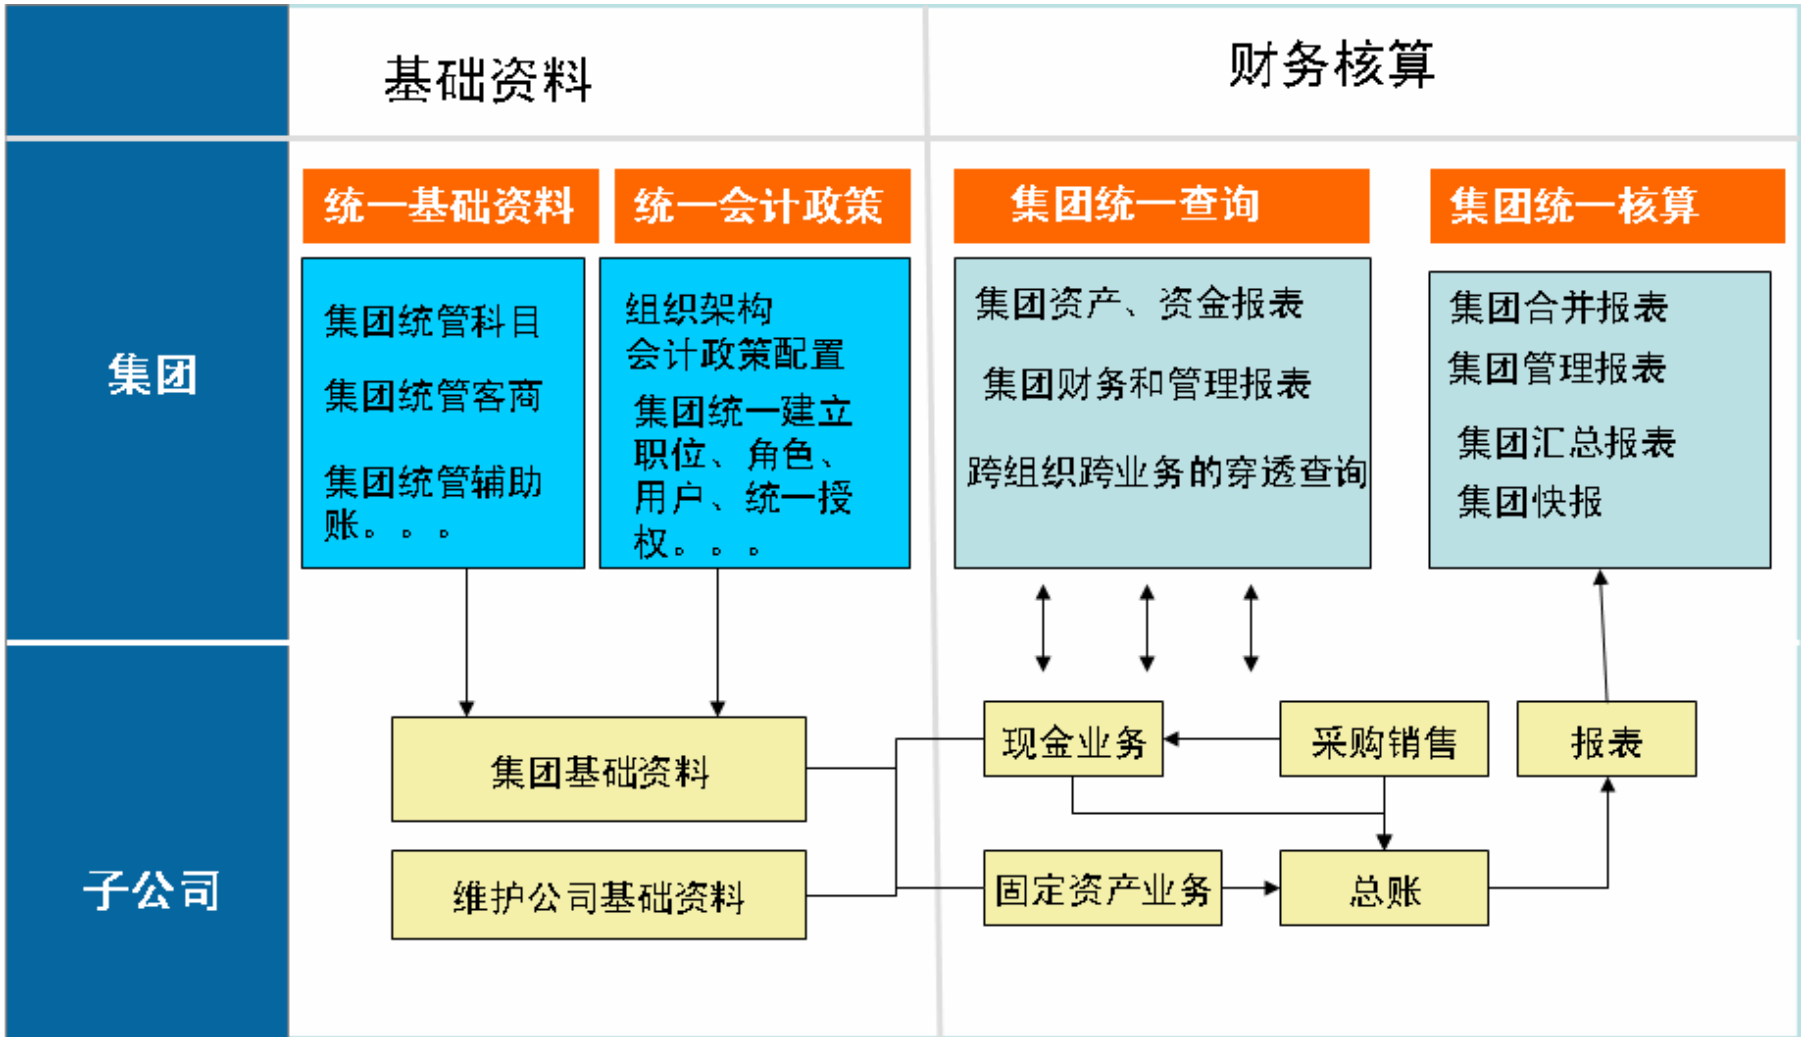 基础资料
财务核算
集团
统一基础资料
统一会计政策
集团统一查询
集团统一核算
集团统管科目
集团统管客商
集团统管辅助
账。。。
组织架构
会计政策配置
集团统一建立
职位、角色、
用户、统一授
权。。。
集团资产、资金报表
集团财务和管理报表
跨组织跨业务的穿透查询
集团合并报表
集团管理报表
集团汇总报表
集团快报
子公司
集团基础资料
维护公司基础资料
现金业务
采购销售
报表
固定资产业务
总账